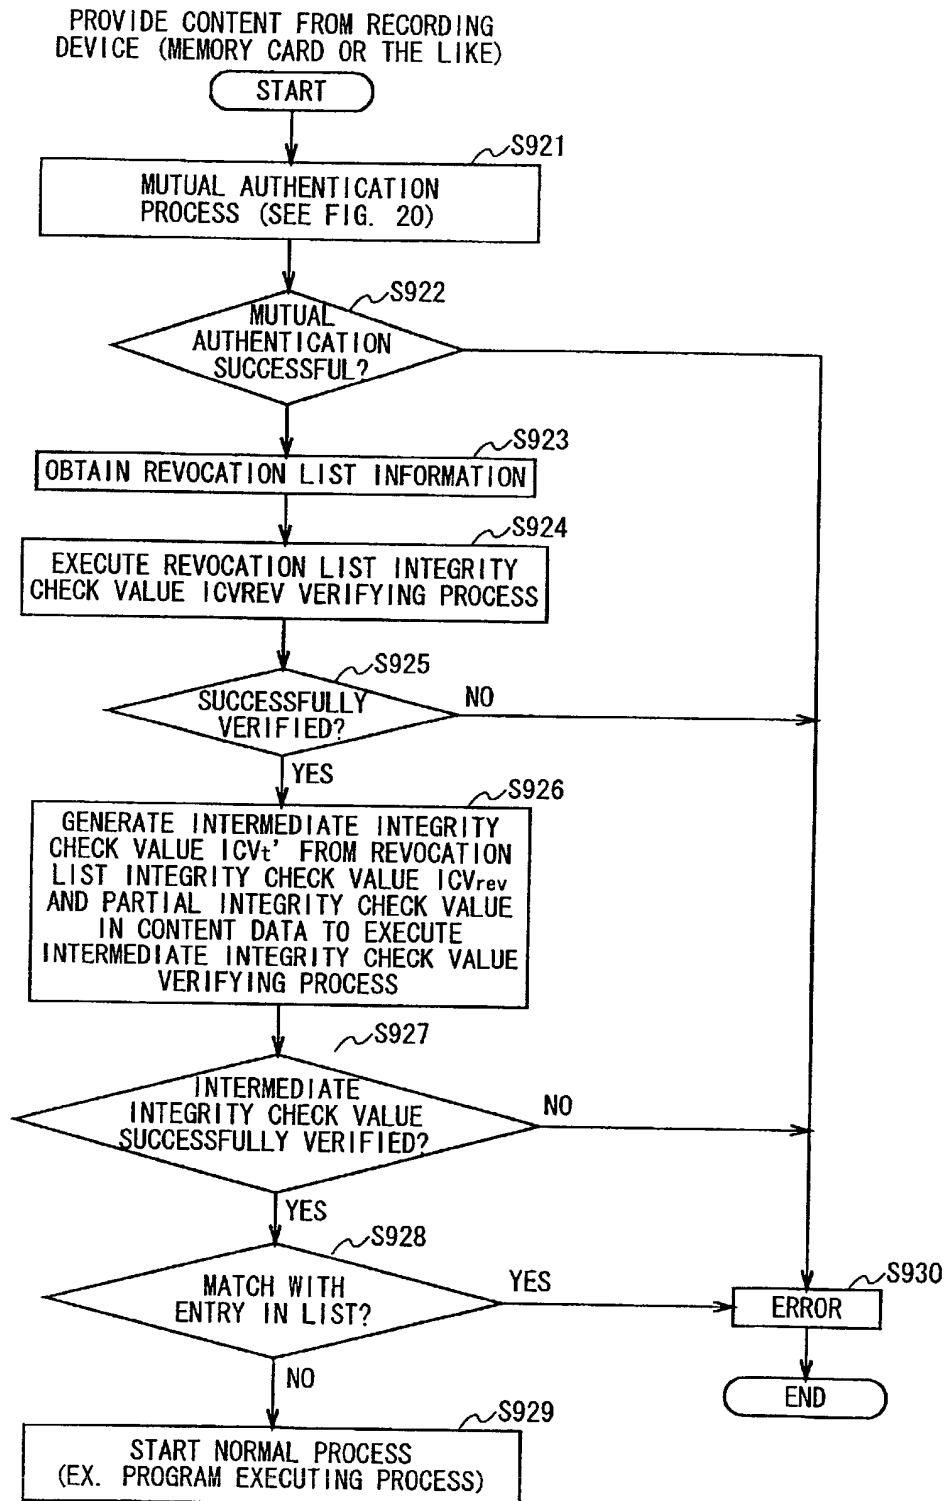 PROVIDE CONTENT FROM RECORDING
DEVICE (MEMORY CARD OR THE LIKE)
START
S921
MUTUAL AUTHENTICATION
PROCESS (SEE FIG. 20)
S922
MUTUAL
AUTHENTICATION
SUCCESSFUL?
S923
OBTAIN REVOCATION LIST INFORMATION
S924
EXECUTE REVOCATION LIST INTEGRITY
CHECK VALUE ICVREV VERIFYING PROCESS
S925
SUCCESSFULLY
VERIFIED?
NO
YES
S926
GENERATE INTERMEDIATE INTEGRITY
CHECK VALUE ICVt' FROM REVOCATION
LIST INTEGRITY CHECK VALUE ICVrev
AND PARTIAL INTEGRITY CHECK VALUE
IN CONTENT DATA TO EXECUTE
INTERMEDIATE INTEGRITY CHECK VALUE
VERIFYING PROCESS
S927
INTERMEDIATE
INTEGRITY CHECK VALUE
SUCCESSFULLY VERIFIED?
NO
YES
S928
MATCH WITH
ENTRY IN LIST?
YES
S930
ERROR
NO
END
S929
START NORMAL PROCESS
(EX. PROGRAM EXECUTING PROCESS)